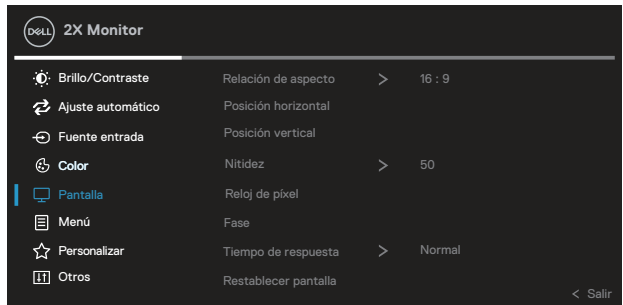 DELL 2X Monitor
Brillo/Contraste Relación de aspecto > 16 : 9
Ajuste automático Posición horizontal
Fuente entrada Posición vertical
Color Nitidez > 50
Pantalla Reloj de píxel
Menú Fase
Personalizar Tiempo de respuesta > Normal
Otros Restablecer pantalla
< Salir